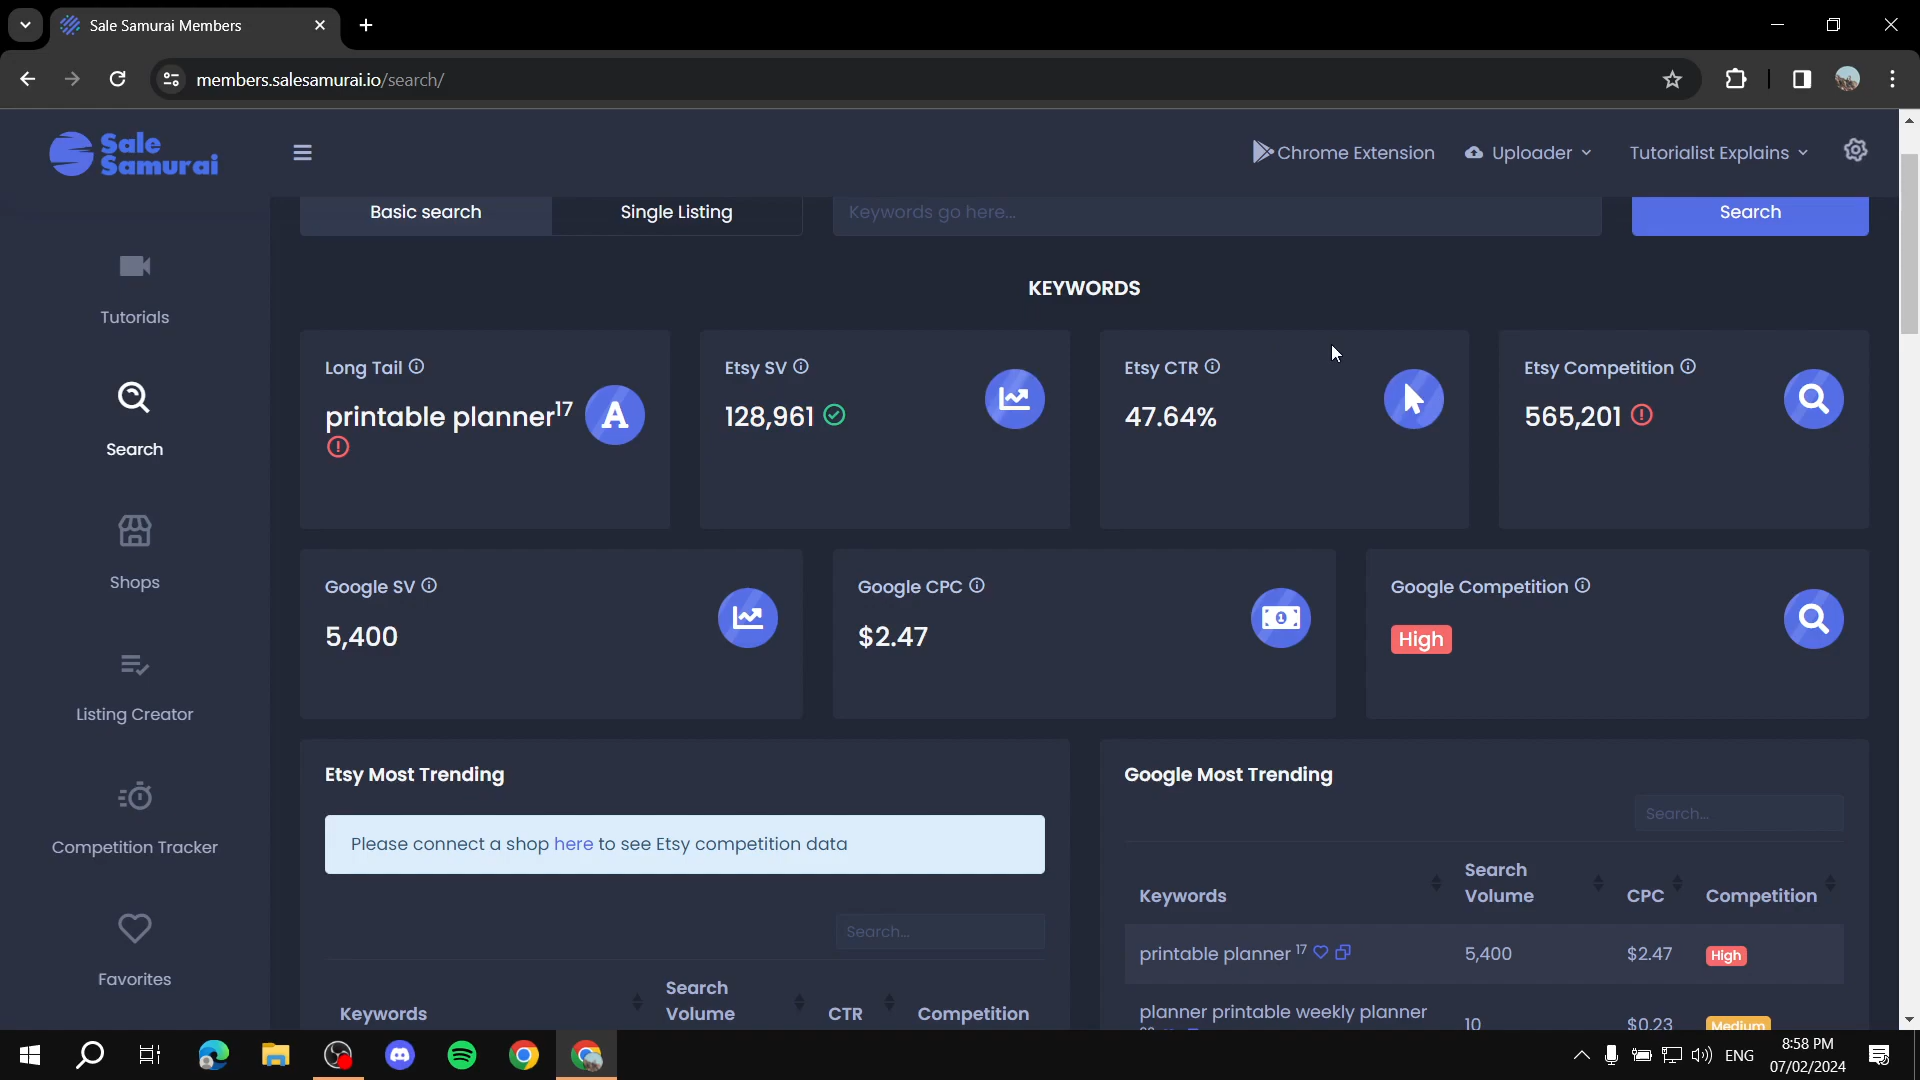 Sale Samurai Members
members.salesamurai.io/search/
Sale
Samurai
Chrome Extension
Uploader
Tutorialist Explains
Basic search
Single Listing
Keywords go here...
Search
Tutorials
Search
Shops
Listing Creator
Competition Tracker
Favorites
KEYWORDS
Long Tail
printable planner17
Etsy SV
128,961
Etsy CTR
47.64%
Etsy Competition
565,201
Google SV
5,400
Google CPC
$2.47
Google Competition
High
Etsy Most Trending
Please connect a shop here to see Etsy competition data
Search...
Keywords
Search
Volume
CTR
Competition
Google Most Trending
Search...
Keywords
Search
Volume
CPC
Competition
printable planner 17
5,400
$2.47
High
planner printable weekly planner
10
$0.23
Medium
ENG
8:58 PM
07/02/2024